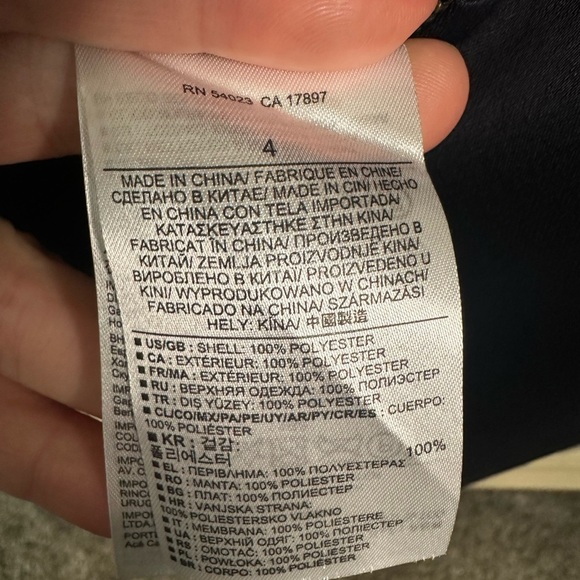 RN 54023 CA 17897
4
MADE IN CHINA/ FABRIQUE EN CHINE/
СДЕЛАНО В КИТАЕ/ MADE IN CIN/ HECHO
EN CHINA CON TELA IMPORTADA/
ΚΑΤΑΣΚΕΥΑΣΤΗΚΕ ΣΤΗΝ ΚΙΝΑ/
FABRICAT ÎN CHINA/ ПРОИЗВЕДЕНО В
КИТАЙ/ ZEMLJA PROIZVODNJE KINA/
ВИРОБЛЕНО В КИТАЇ/ PROIZVEDENO U
KINI/ WYPRODUKOWANO W CHINACH/
FABRICADO NA CHINA/ SZÁRMAZÁSI
HELY: KÍNA/ 中國製造
■ US/GB : SHELL: 100% POLYESTER
■ CA : EXTÉRIEUR: 100% POLYESTER
■ FR/MA : EXTÉRIEUR: 100% POLYESTER
■ RU : ВЕРХНЯЯ ОДЕЖДА: 100% ПОЛИЭСТЕР
■ TR : DIŞ YÜZEY: 100% POLYESTER
■ CL/CO/MX/PA/PE/UY/AR/PY/CR/ES : CUERPO:
100% POLIÉSTER
■ KR : 겉감: 100%
폴리에스터
■ EL : ΠΕΡΙΒΛΗΜΑ: 100% ΠΟΛΥΕΣΤΕΡΑΣ
■ RO : MANTA: 100% POLIESTER
■ BG : ПЛАТ: 100% ПОЛИЕСТЕР
■ HR : VANJSKA STRANA:
100% POLIESTERSKO VLAKNO
■ IT : MEMBRANA: 100% POLIESTERE
■ UA : ВЕРХНІЙ ОДЯГ: 100% ПОЛІЕСТЕР
■ RS : OMOTAČ: 100% POLIESTER
■ PL : POWŁOKA: 100% POLIESTER
■ BR : CORPO: 100% POLIÉSTER